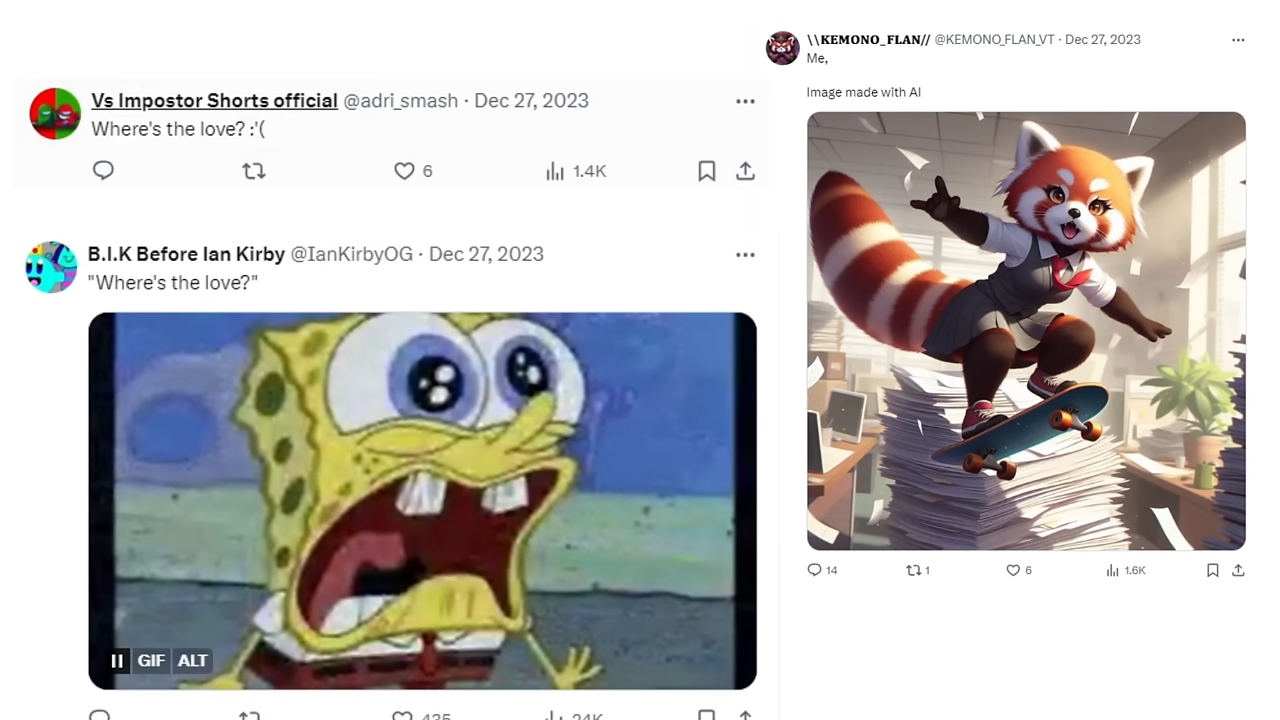 Vs Impostor Shorts official @adri_smash · Dec 27, 2023
Where's the love? :'(
6 1.4K
B.I.K Before Ian Kirby @IanKirbyOG · Dec 27, 2023
"Where's the love?"
GIF ALT
435 24K
\\KEMONO_FLAN// @KEMONO_FLAN_VT · Dec 27, 2023
Me,
Image made with AI
14 1 6 1.6K